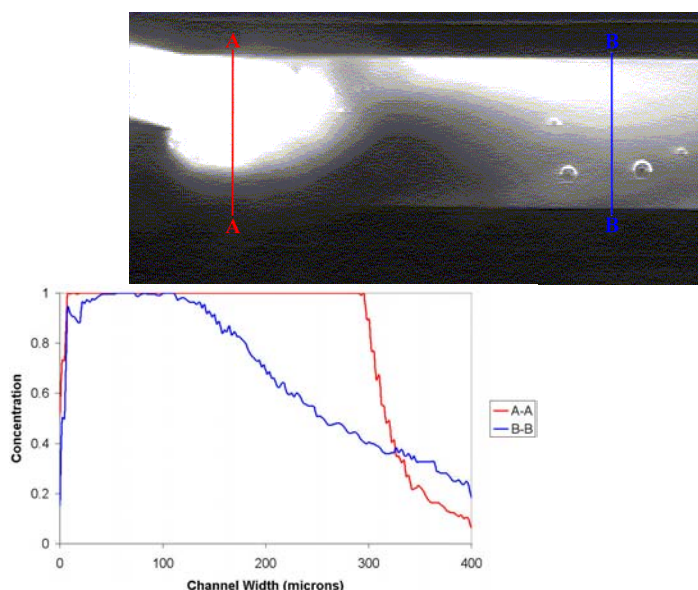 A B
A B
1
0.8
0.6
0.4
0.2
0
Concentration
0 100 200 300 400
Channel Width (microns)
A-A
B-B